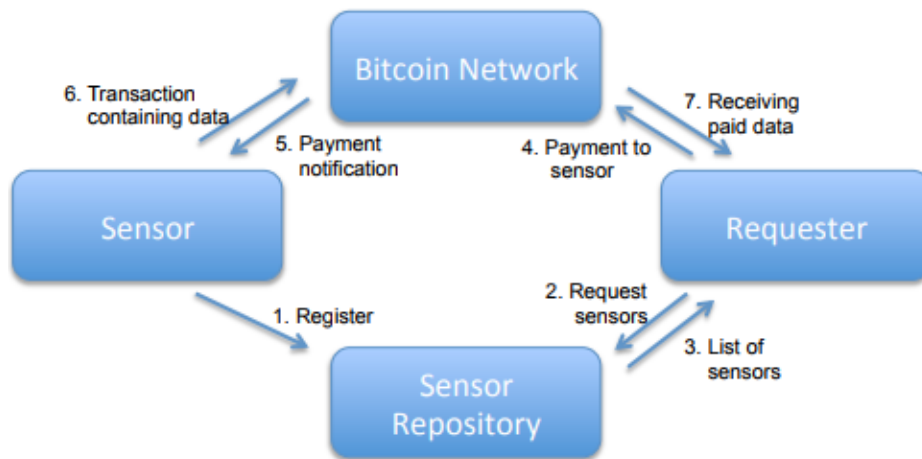 Bitcoin Network
6. Transaction
containing data
7. Receiving
paid data
5. Payment
notification
4. Payment to
sensor
Sensor
Requester
1. Register
2. Request
sensors
3. List of
sensors
Sensor
Repository